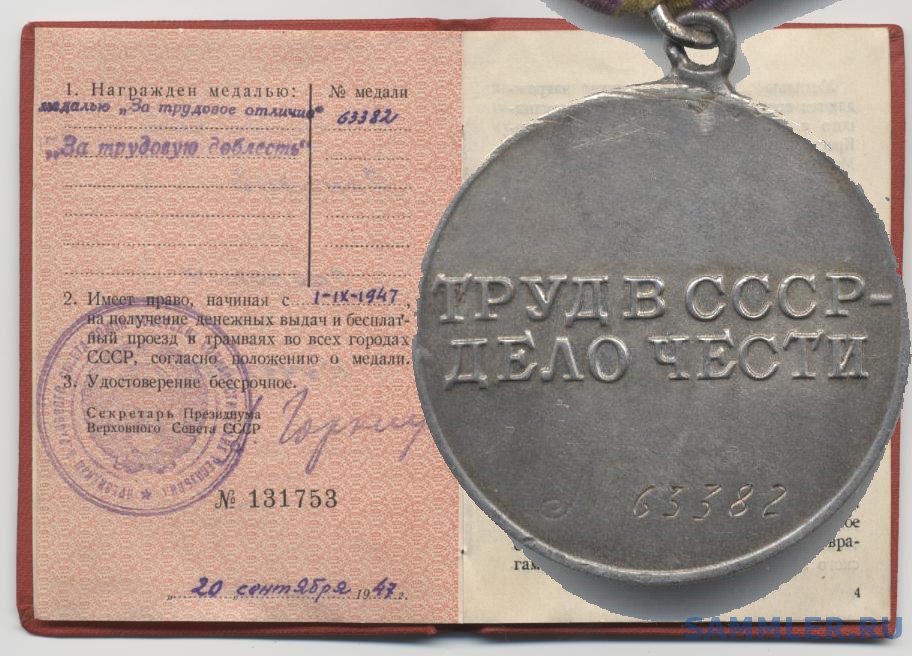 1. Награжден медалью:
№ медали
медалью „За трудовое отличие“
63382
„За трудовую доблесть“
2. Имеет право, начиная с 1-IX-1947,
на получение денежных выдач и бесплат-
ный проезд в трамваях во всех городах
СССР, согласно положению о медали.
3. Удостоверение бессрочное.
Секретарь Президиума
Верховного Совета СССР
Горкин
№ 131753
„20 сентября 1947 г.
ТРУД В СССР-
ДЕЛО ЧЕСТИ
63382
вра-
4
SAMMLER.RU